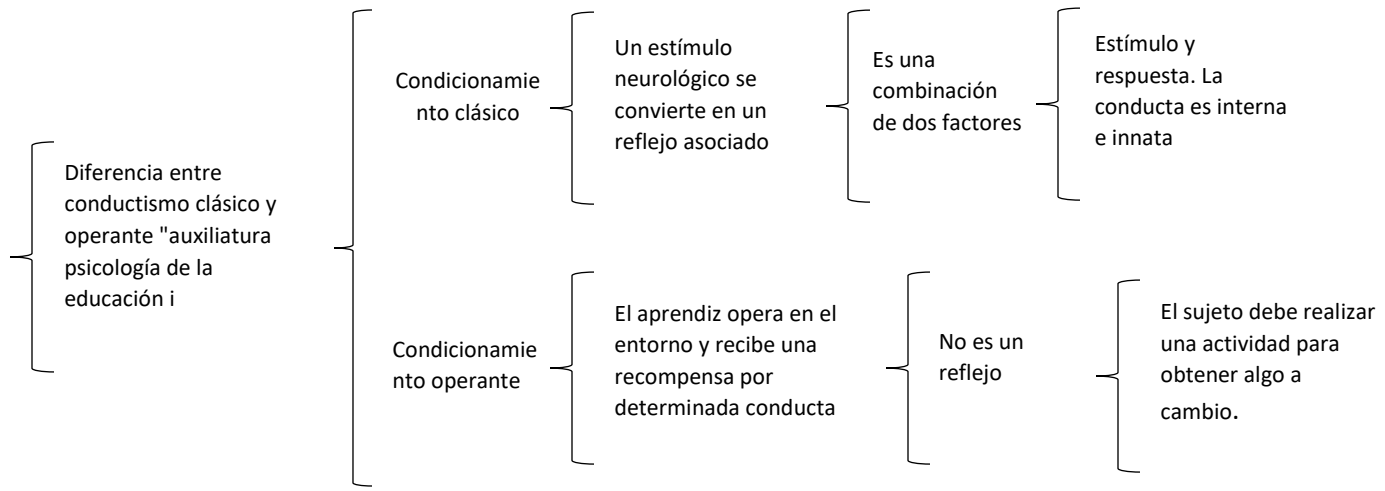 Diferencia entre
conductismo clásico y
operante "auxiliatura
psicología de la
educación i
Condicionamie
nto clásico
Un estímulo
neurológico se
convierte en un
reflejo asociado
Es una
combinación
de dos factores
Estímulo y
respuesta. La
conducta es interna
e innata
Condicionamie
nto operante
El aprendiz opera en el
entorno y recibe una
recompensa por
determinada conducta
No es un
reflejo
El sujeto debe realizar
una actividad para
obtener algo a
cambio.